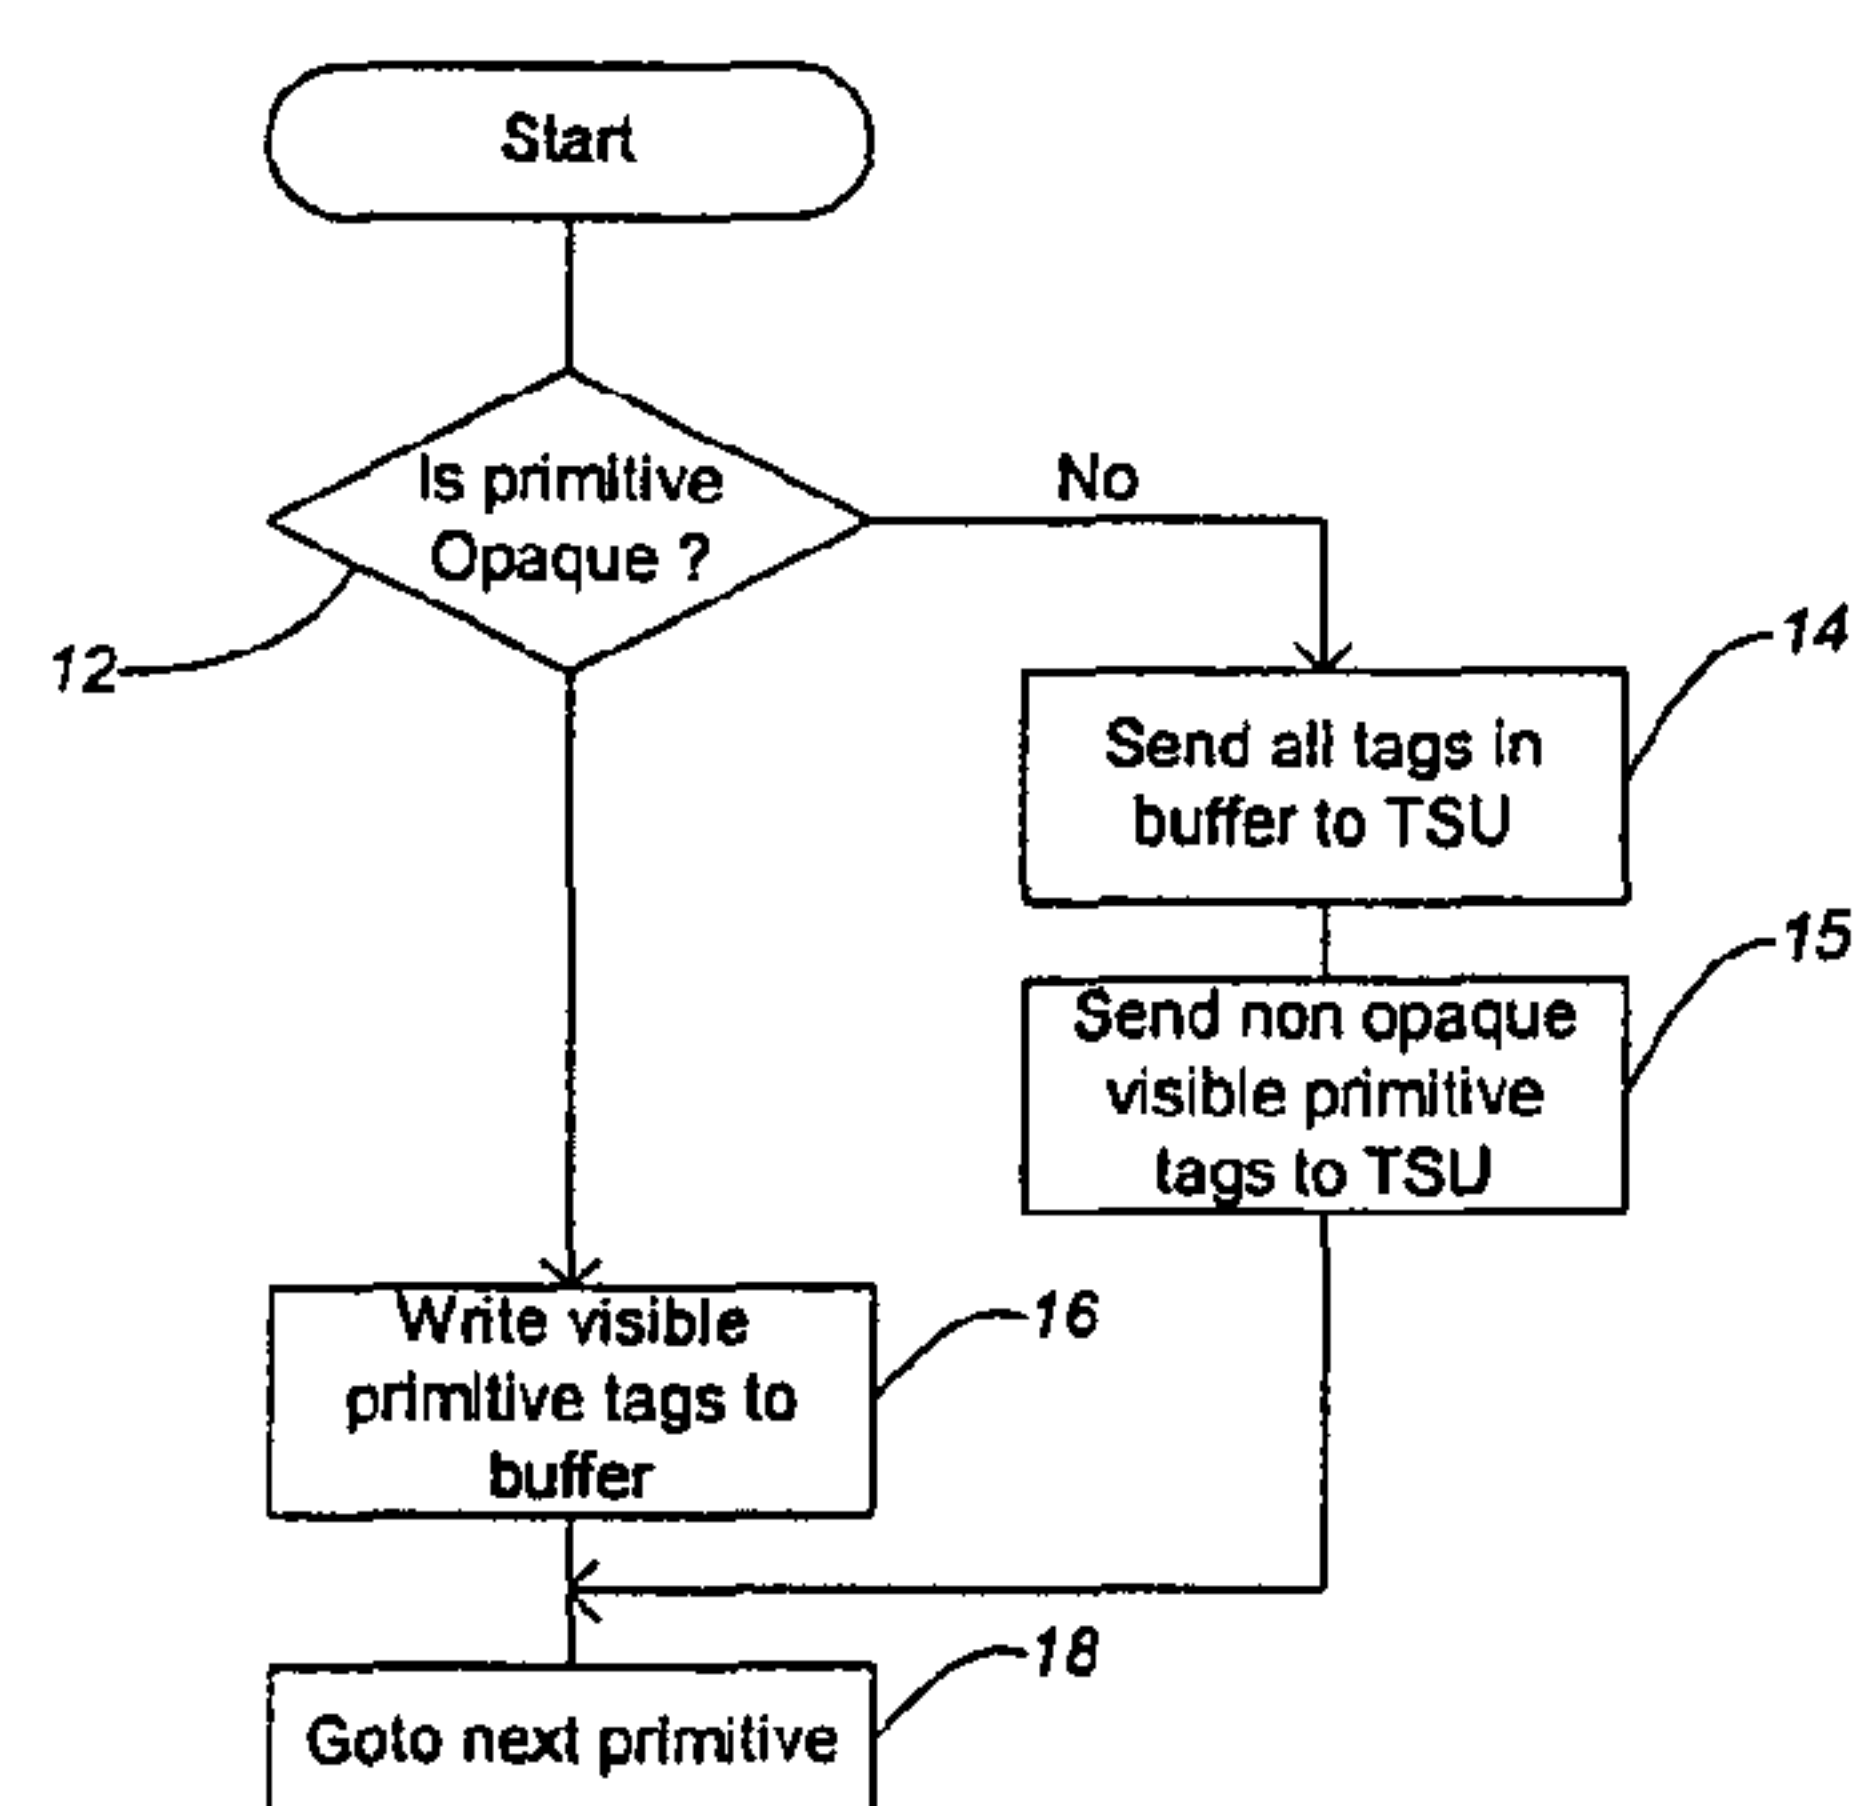 Start
Is primitive
Opaque ?
No
12
14
Send all tags in
buffer to TSU
15
Send non opaque
visible primitive
tags to TSU
16
Write visible
primitive tags to
buffer
18
Goto next primitive